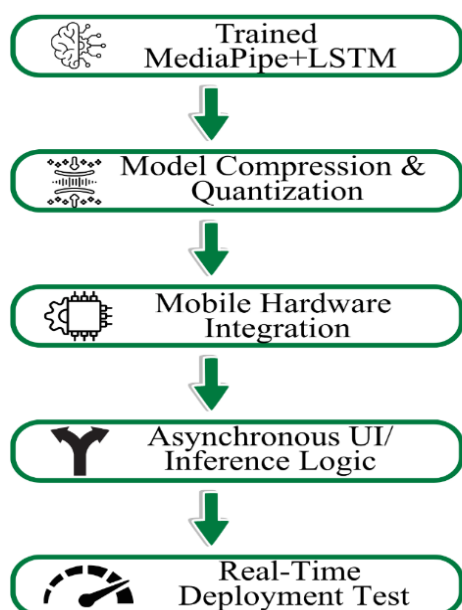 Trained
MediaPipe+LSTM
Model Compression &
Quantization
Mobile Hardware
Integration
Asynchronous UI/
Inference Logic
Real-Time
Deployment Test